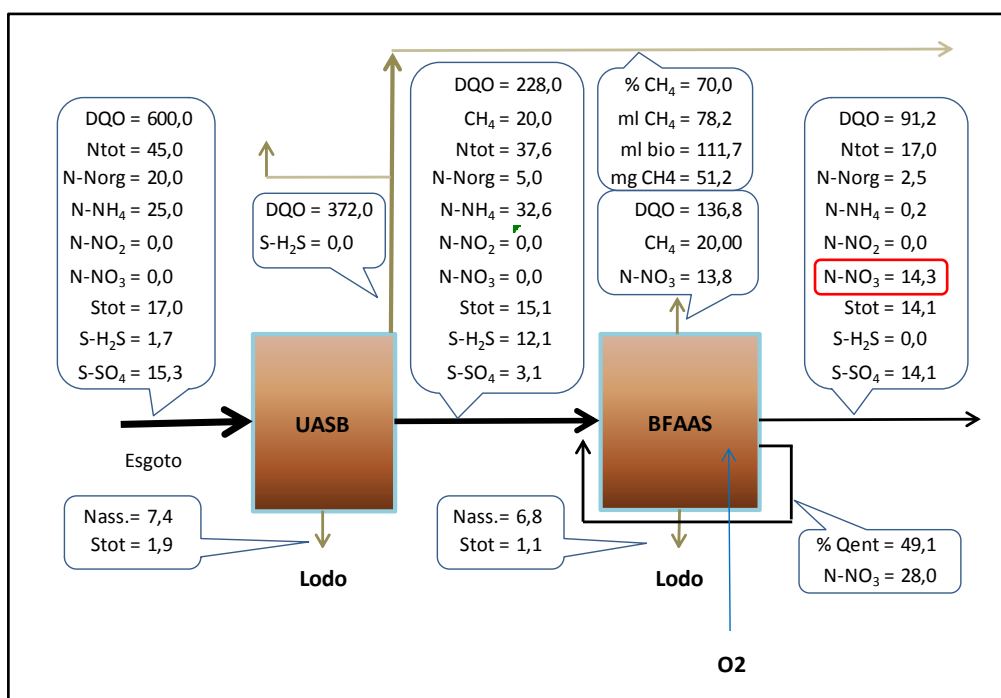 DQO = 600,0
Ntot = 45,0
N-Norg = 20,0
N-NH₄ = 25,0
N-NO₂ = 0,0
N-NO₃ = 0,0
Stot = 17,0
S-H₂S = 1,7
S-SO₄ = 15,3
Esgoto
DQO = 372,0
S-H₂S = 0,0
UASB
Nass.= 7,4
Stot = 1,9
Lodo
DQO = 228,0
CH₄ = 20,0
Ntot = 37,6
N-Norg = 5,0
N-NH₄ = 32,6
N-NO₂ = 0,0
N-NO₃ = 0,0
Stot = 15,1
S-H₂S = 12,1
S-SO₄ = 3,1
% CH₄ = 70,0
ml CH₄ = 78,2
ml bio = 111,7
mg CH4 = 51,2
DQO = 136,8
CH₄ = 20,00
N-NO₃ = 13,8
BFAAS
Nass.= 6,8
Stot = 1,1
Lodo
O2
DQO = 91,2
Ntot = 17,0
N-Norg = 2,5
N-NH₄ = 0,2
N-NO₂ = 0,0
N-NO₃ = 14,3
Stot = 14,1
S-H₂S = 0,0
S-SO₄ = 14,1
% Qent = 49,1
N-NO₃ = 28,0